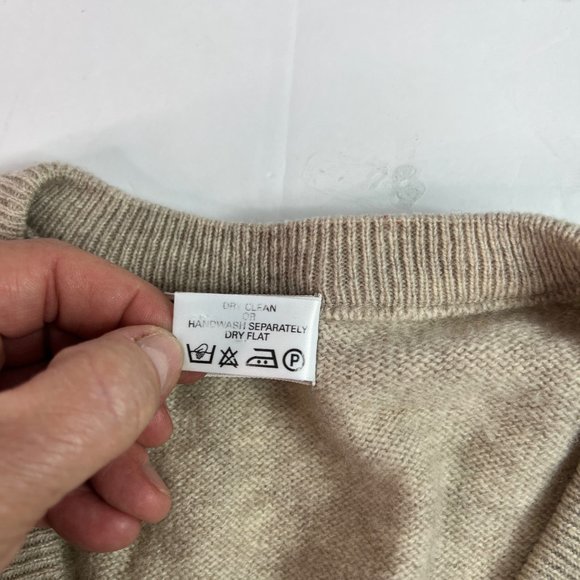 DRY CLEAN
OR
HANDWASH SEPARATELY
DRY FLAT
P